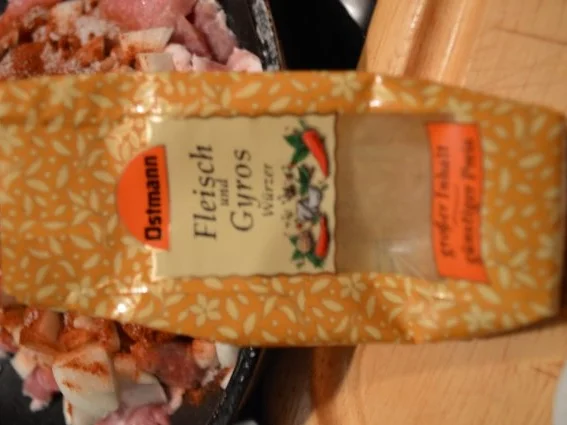 Ostmann
Fleisch
und
Gyros
Würzer
großer Inhalt
günstiger Preis